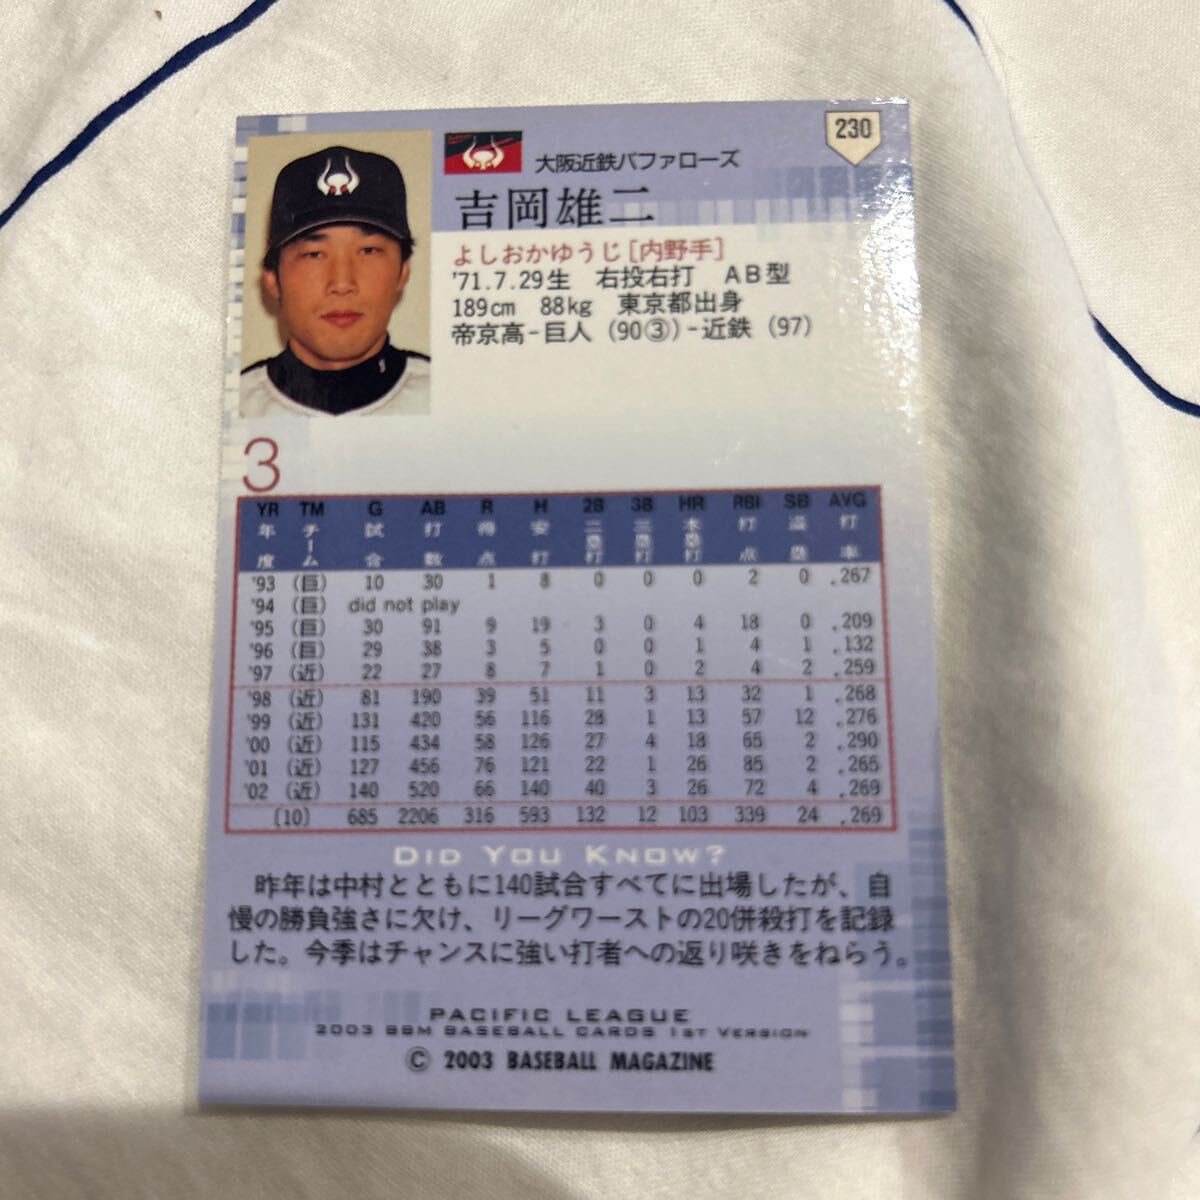 230
大阪近鉄バファローズ
吉岡雄二
よしおかゆうじ[内野手]
'71.7.29生 右投右打 AB型
189cm 88kg 東京都出身
帝京高-巨人(90③)-近鉄(97)
3
YR TM G AB R H 2B 3B HR RBI SB AVG
年度 チーム 試合 打数 得点 安打 二塁打 三塁打 本塁打 打点 盗塁 打率
'93 (巨) 10 30 1 8 0 0 0 2 0 .267
'94 (巨) did not play
'95 (巨) 30 91 9 19 3 0 4 18 0 .209
'96 (巨) 29 38 3 5 0 0 1 4 1 .132
'97 (近) 22 27 8 7 1 0 2 4 2 .259
'98 (近) 81 190 39 51 11 3 13 32 1 .268
'99 (近) 131 420 56 116 28 1 13 57 12 .276
'00 (近) 115 434 58 126 27 4 18 65 2 .290
'01 (近) 127 456 76 121 22 1 26 85 2 .265
'02 (近) 140 520 66 140 40 3 26 72 4 .269
[10] 685 2206 316 593 132 12 103 339 24 .269
DID YOU KNOW?
昨年は中村とともに140試合すべてに出場したが、自
慢の勝負強さに欠け、リーグワーストの20併殺打を記録
した。今季はチャンスに強い打者への返り咲きをねらう。
PACIFIC LEAGUE
2003 BBM BASEBALL CARDS 1ST VERSION
© 2003 BASEBALL MAGAZINE